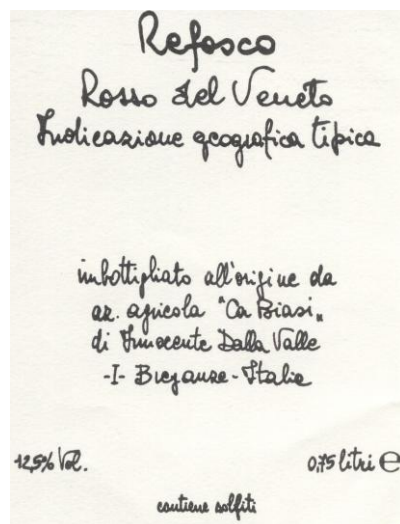 Refosco
Rosso del Veneto
Indicazione geografica tipica
imbottigliato all'origine da
az. agricola "Ca Biasi"
di Innocente Dalla Valle
-I- Breganze-Italia
12,5% Vol.
0,75 litri e
contiene solfiti